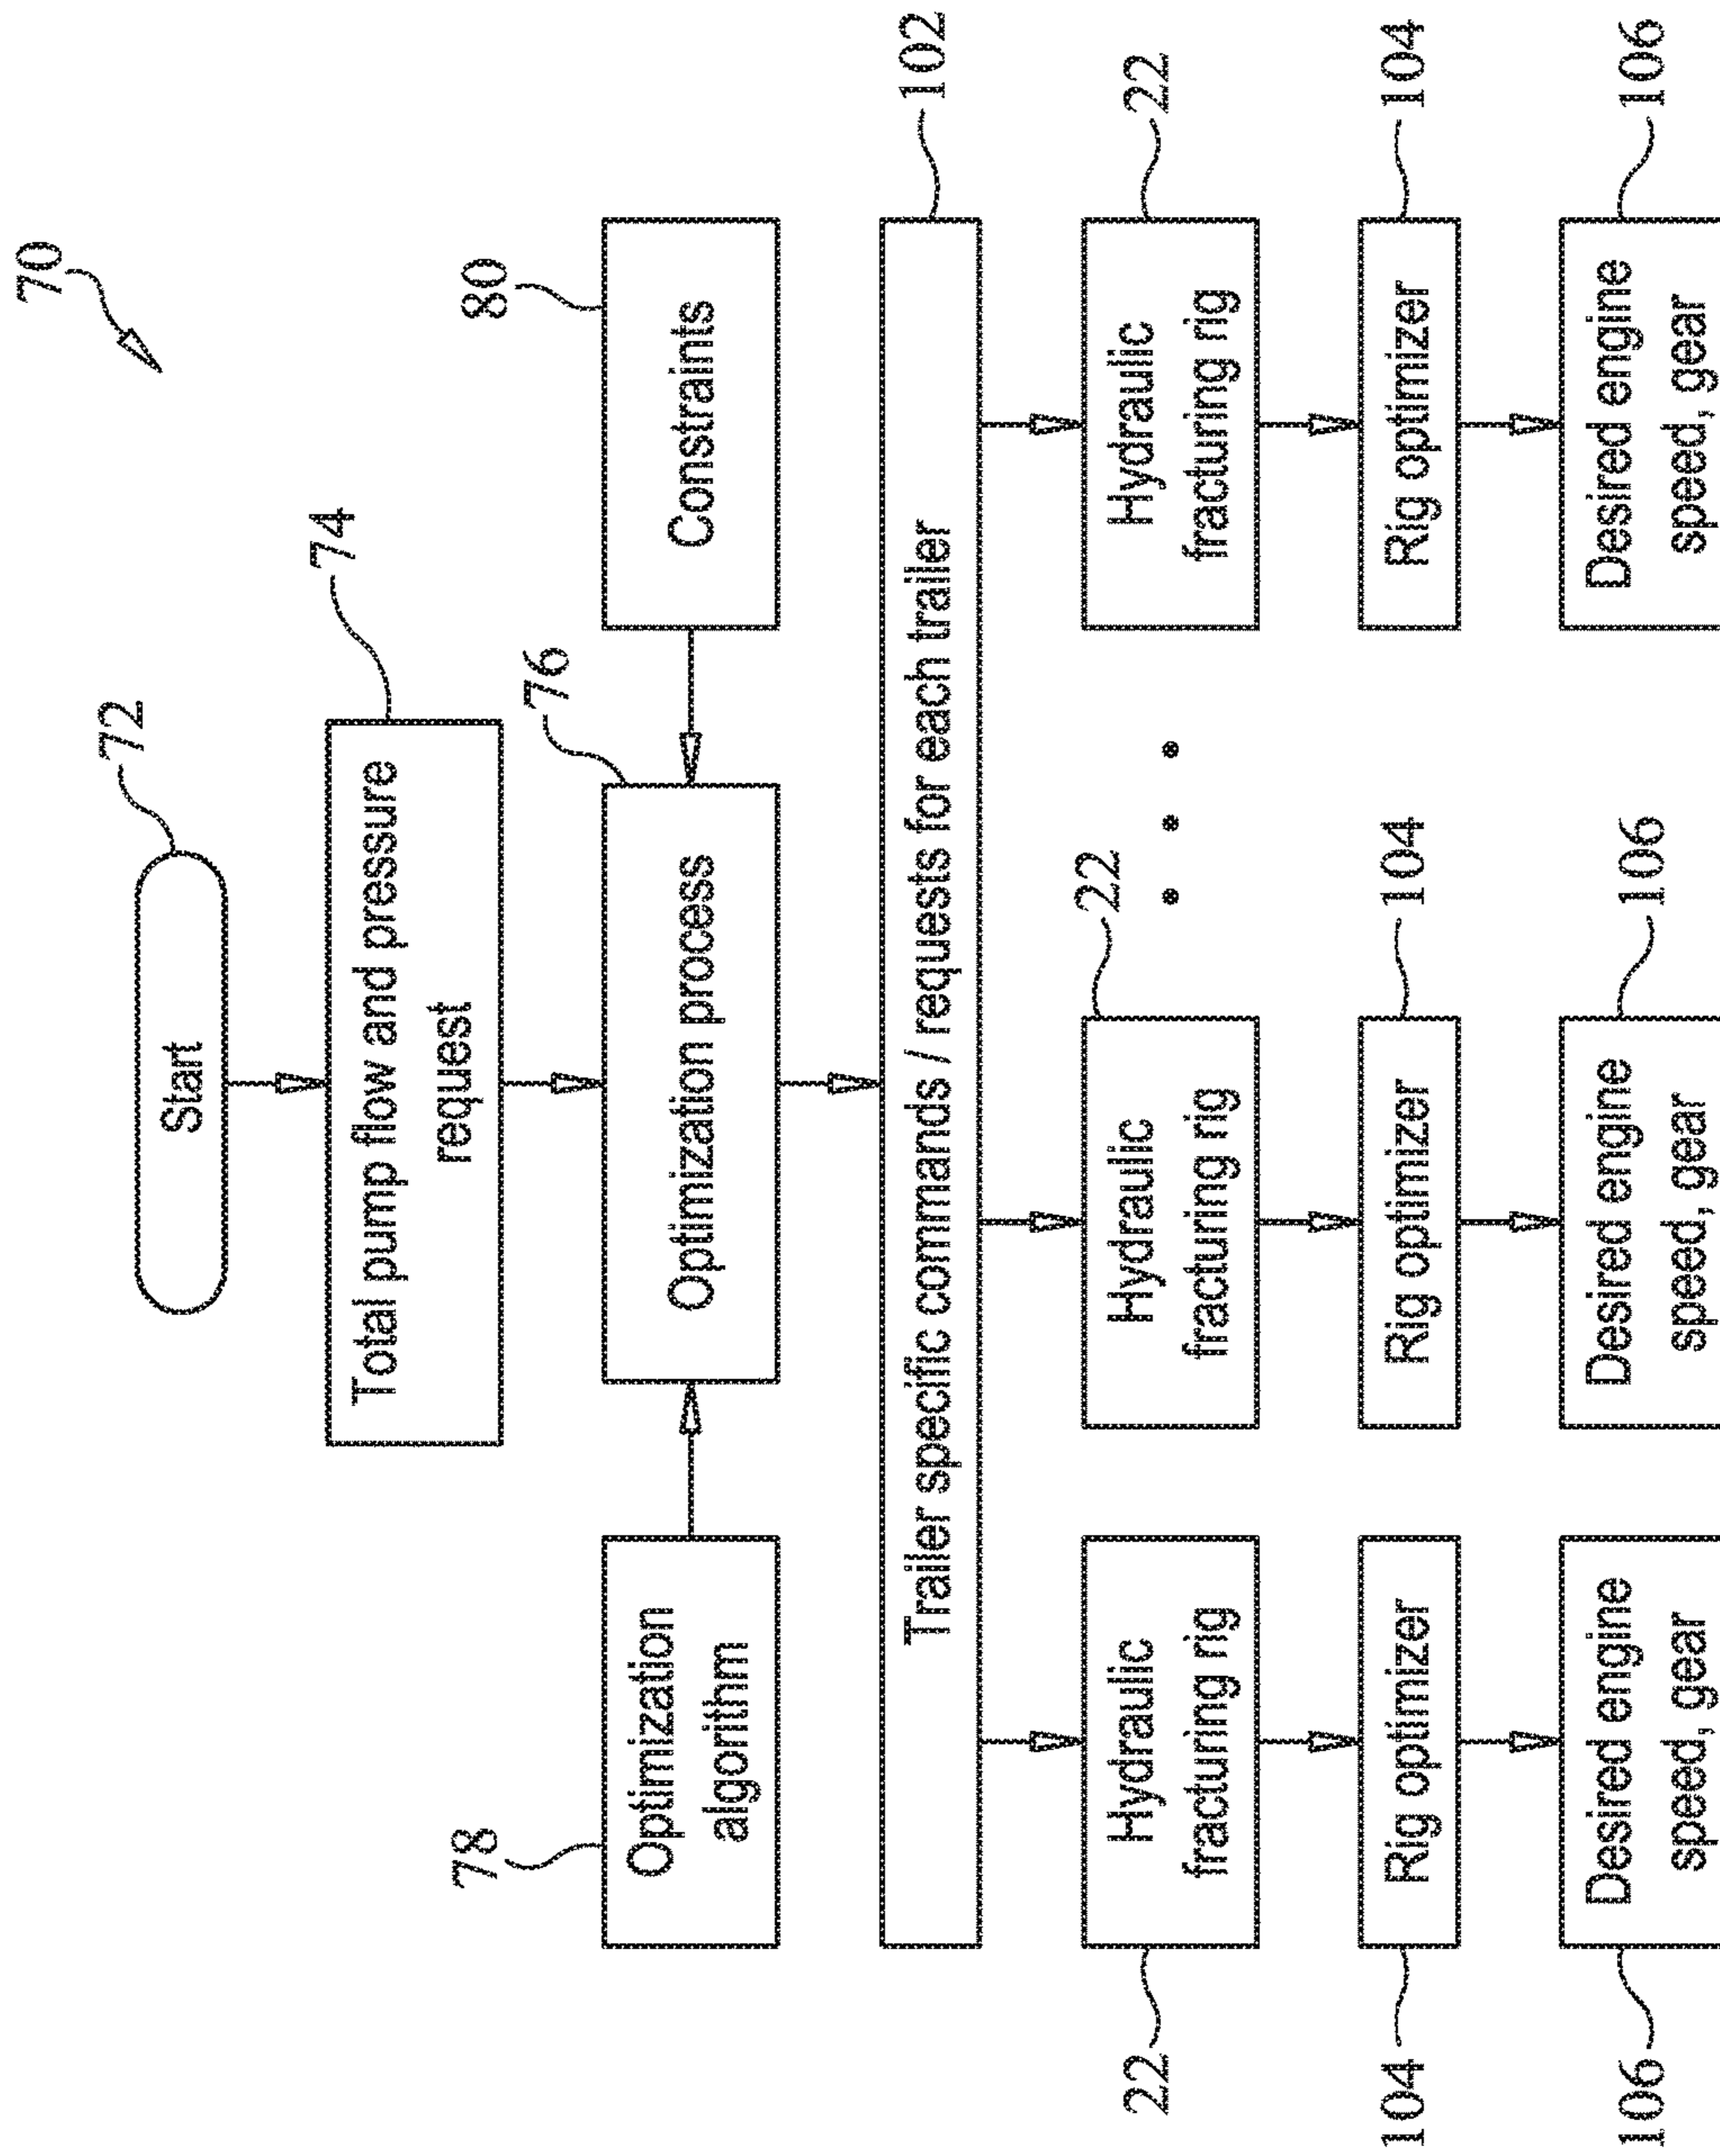 70
72
Start
74
Total pump flow and pressure
request
76
78
80
Optimization
algorithm
Optimization process
Constraints
102
Trailer specific commands / requests for each trailer
22
Hydraulic
fracturing rig
22
Hydraulic
fracturing rig
22
Hydraulic
fracturing rig
104
Rig optimizer
104
Rig optimizer
104
Rig optimizer
106
Desired engine
speed, gear
106
Desired engine
speed, gear
106
Desired engine
speed, gear